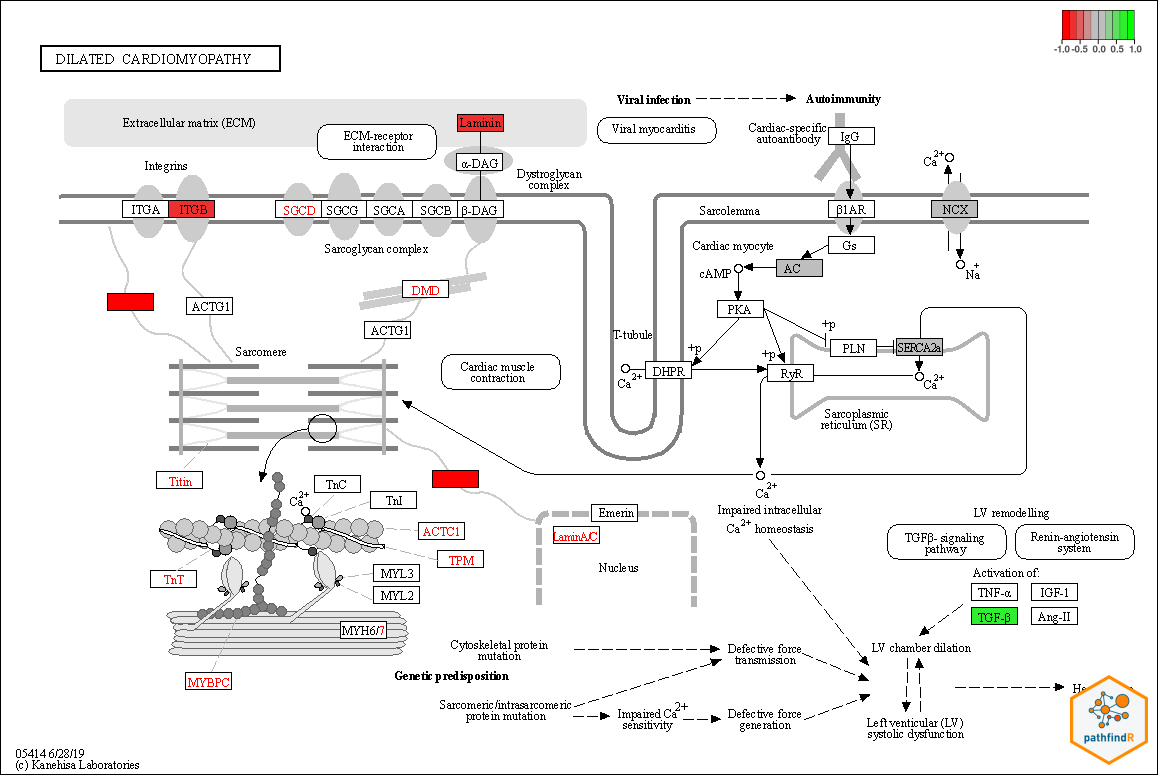 -1.0 -0.5 0.0 0.5 1.0
DILATED CARDIOMYOPATHY
Viral infection
Autoimmunity
Extracellular matrix (ECM)
Laminin
ECM-receptor
interaction
Viral myocarditis
Cardiac-specific
autoantibody
IgG
α-DAG
Ca2+
Integrins
Dystroglycan
complex
ITGA
ITGB
SGCD
SGCG
SGCA
SGCB
β-DAG
Sarcolemma
β1AR
NCX
Sarcoglycan complex
Cardiac myocyte
Gs
cAMP
AC
Na+
DMD
ACTG1
PKA
ACTG1
T-tubule
+p
+p
+p
PLN
SERCA2a
Sarcomere
Cardiac muscle
contraction
Ca2+
DHPR
RyR
Ca2+
Sarcoplasmic
reticulum (SR)
Titin
TnC
Ca2+
TnI
Ca2+
Impaired intracellular
Ca2+ homeostasis
Emerin
LV remodelling
ACTC1
LaminA/C
TGFβ- signaling
pathway
Renin-angiotensin
system
TPM
TnT
MYL3
Nucleus
Activation of:
MYL2
TNF-α
IGF-1
TGF-β
Ang-II
MYH6/7
Cytoskeletal protein
mutation
Defective force
transmission
LV chamber dilation
MYBPC
Genetic predisposition
Sarcomeric/intrasarcomeric
protein mutation
Impaired Ca2+
sensitivity
Defective force
generation
Left venticular (LV)
systolic dysfunction
pathfindR
05414 6/28/19
(c) Kanehisa Laboratories